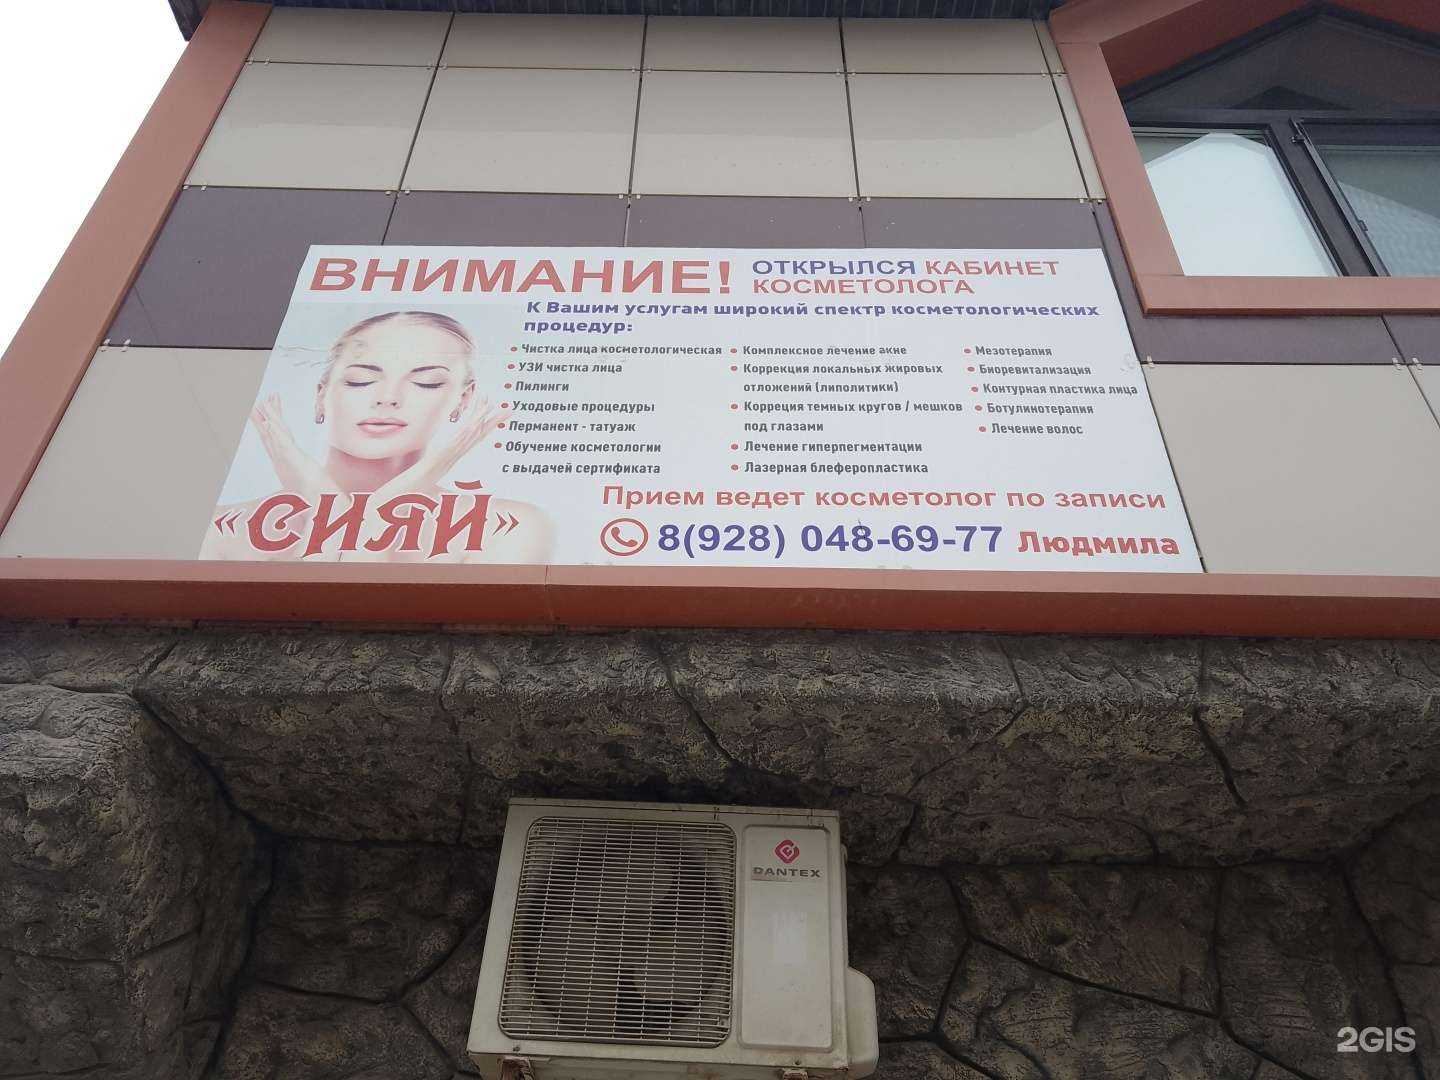 ВНИМАНИЕ! ОТКРЫЛСЯ КАБИНЕТ
КОСМЕТОЛОГА
К Вашим услугам широкий спектр косметологических
процедур:
• Чистка лица косметологическая
• УЗИ чистка лица
• Пилинги
• Уходовые процедуры
• Перманент - татуаж
• Обучение косметологии
с выдачей сертификата
• Комплексное лечение акне
• Коррекция локальных жировых
отложений (липолитики)
• Коррекция темных кругов / мешков
под глазами
• Лечение гиперпегментации
• Лазерная блеферопластика
• Мезотерапия
• Биоревитализация
• Контурная пластика лица
• Ботулинотерапия
• Лечение волос
«СИЯЙ»
Прием ведет косметолог по записи
8(928) 048-69-77 Людмила
DANTEX
2GIS